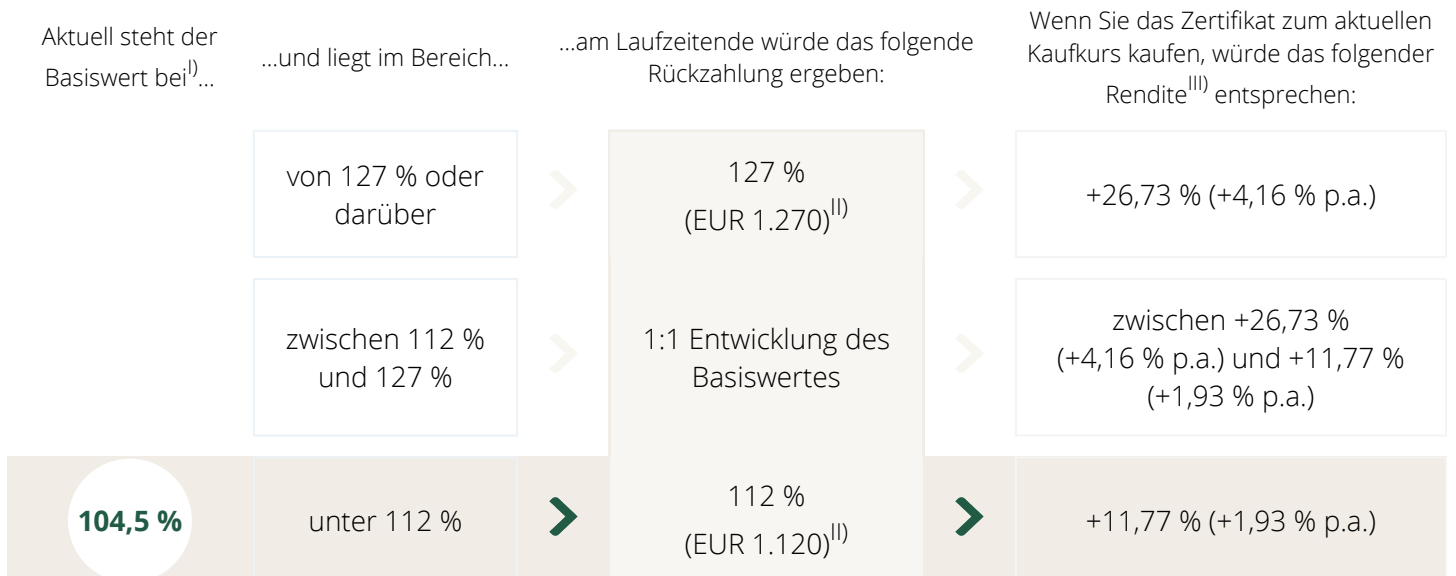 Aktuell steht der
Basiswert bei I)...
...und liegt im Bereich...
...am Laufzeitende würde das folgende
Rückzahlung ergeben:
Wenn Sie das Zertifikat zum aktuellen
Kaufkurs kaufen, würde das folgender
Rendite III) entsprechen:
von 127 % oder
darüber
127 %
(EUR 1.270) II)
+26,73 % (+4,16 % p.a.)
zwischen 112 %
und 127 %
1:1 Entwicklung des
Basiswertes
zwischen +26,73 %
(+4,16 % p.a.) und +11,77 %
(+1,93 % p.a.)
104,5 %
unter 112 %
112 %
(EUR 1.120) II)
+11,77 % (+1,93 % p.a.)